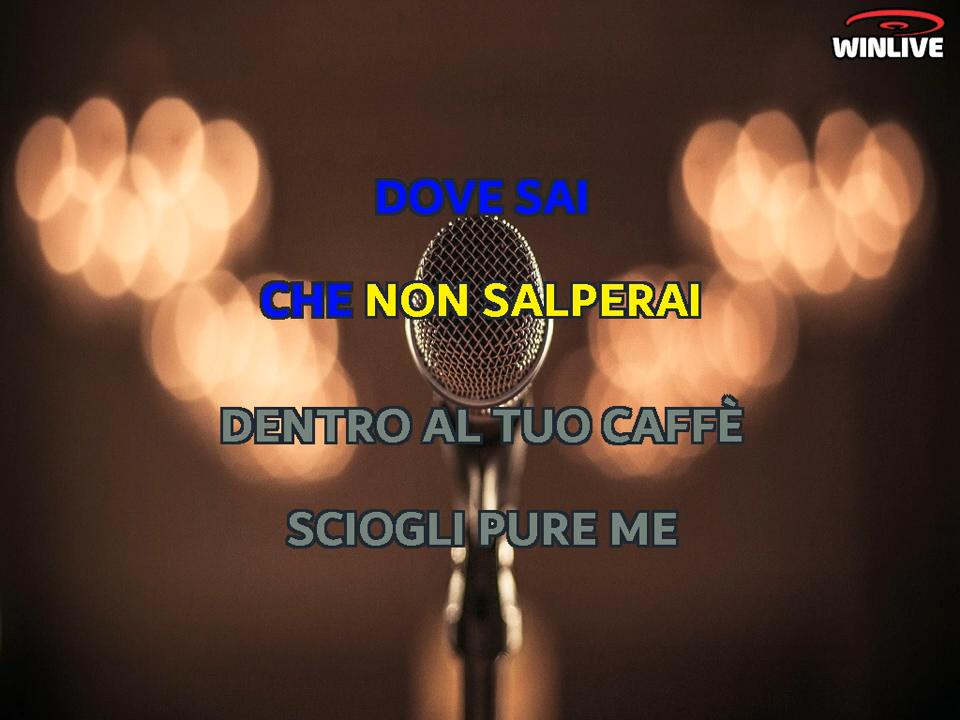 WINLIVE
DOVE SAI
CHE NON SALPERAI
DENTRO AL TUO CAFFÈ
SCIOGLI PURE ME